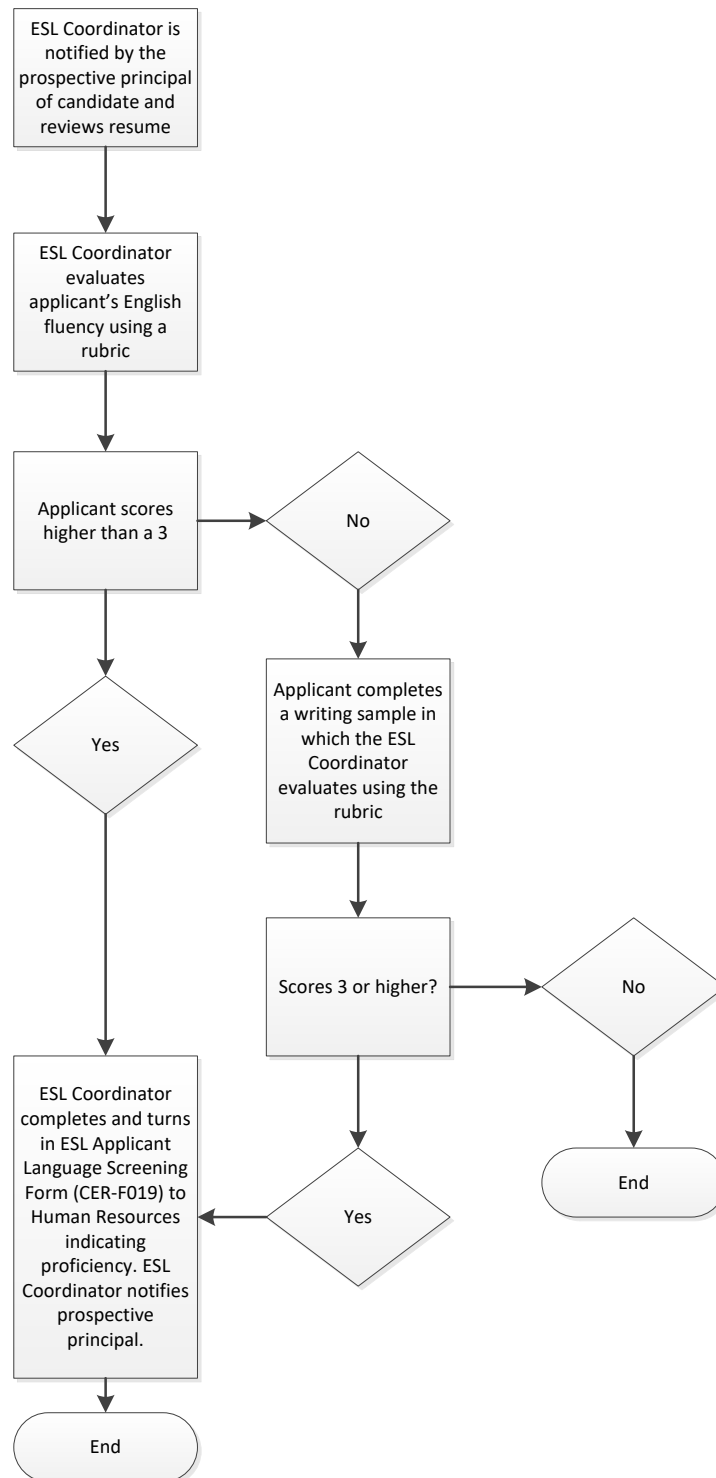 ESL Coordinator is
notified by the
prospective principal
of candidate and
reviews resume
ESL Coordinator
evaluates
applicant’s English
fluency using a
rubric
Applicant scores
higher than a 3
No
Yes
Applicant completes
a writing sample in
which the ESL
Coordinator
evaluates using the
rubric
Scores 3 or higher?
No
ESL Coordinator
completes and turns
in ESL Applicant
Language Screening
Form (CER-F019) to
Human Resources
indicating
proficiency. ESL
Coordinator notifies
prospective
principal.
Yes
End
End